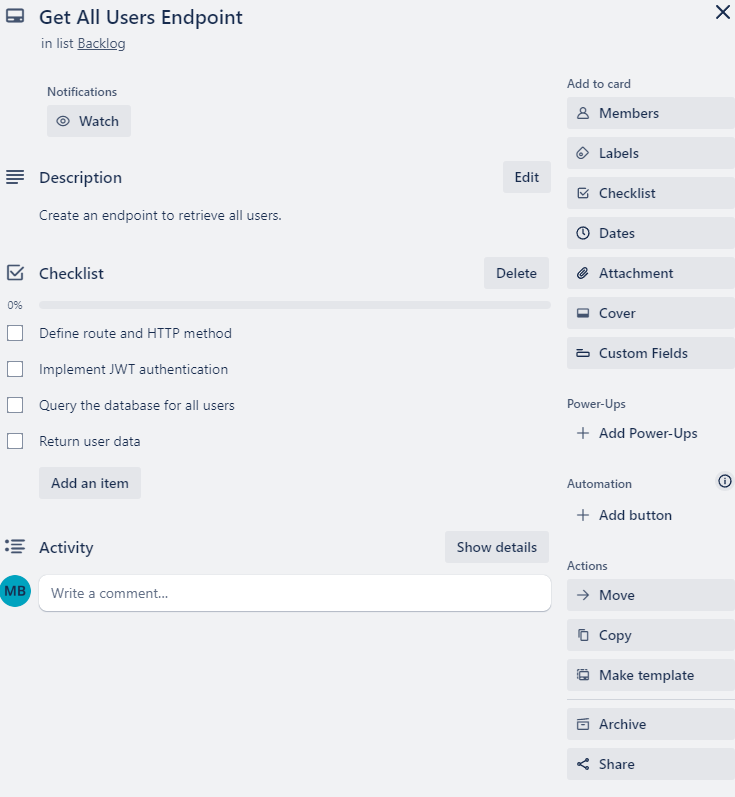 Get All Users Endpoint
in list Backlog
Notifications
Watch
Description
Edit
Create an endpoint to retrieve all users.
Checklist
Delete
0%
Define route and HTTP method
Implement JWT authentication
Query the database for all users
Return user data
Add an item
Activity
Show details
MB
Write a comment...
Add to card
Members
Labels
Checklist
Dates
Attachment
Cover
Custom Fields
Power-Ups
Add Power-Ups
Automation
Add button
Actions
Move
Copy
Make template
Archive
Share